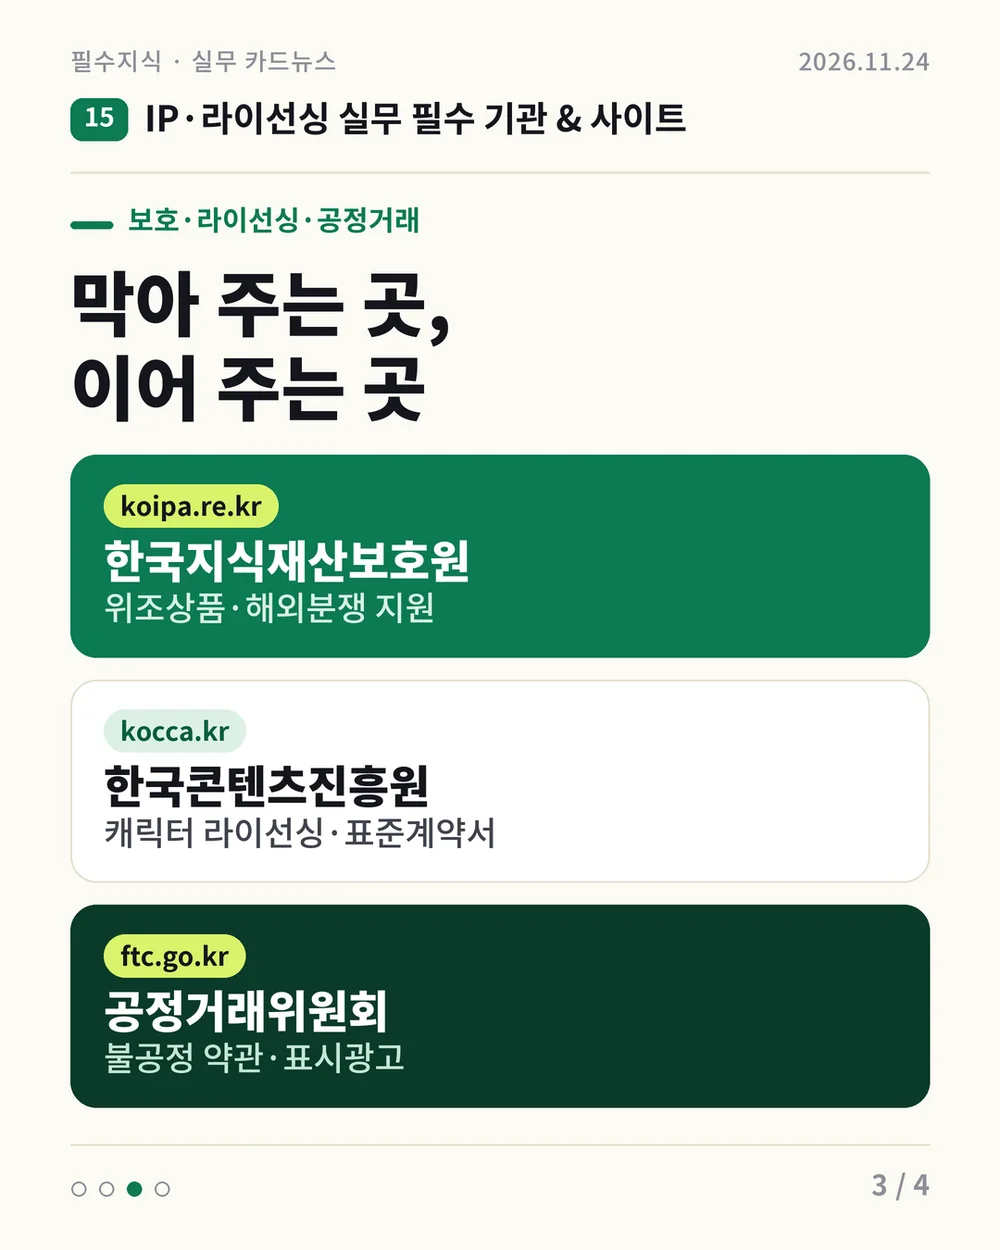 필수지식 · 실무 카드뉴스
2026.11.24
15 IP·라이선싱 실무 필수 기관 & 사이트
보호·라이선싱·공정거래
막아 주는 곳,
이어 주는 곳
koipa.re.kr
한국지식재산보호원
위조상품·해외분쟁 지원
kocca.kr
한국콘텐츠진흥원
캐릭터 라이선싱·표준계약서
ftc.go.kr
공정거래위원회
불공정 약관·표시광고
3 / 4